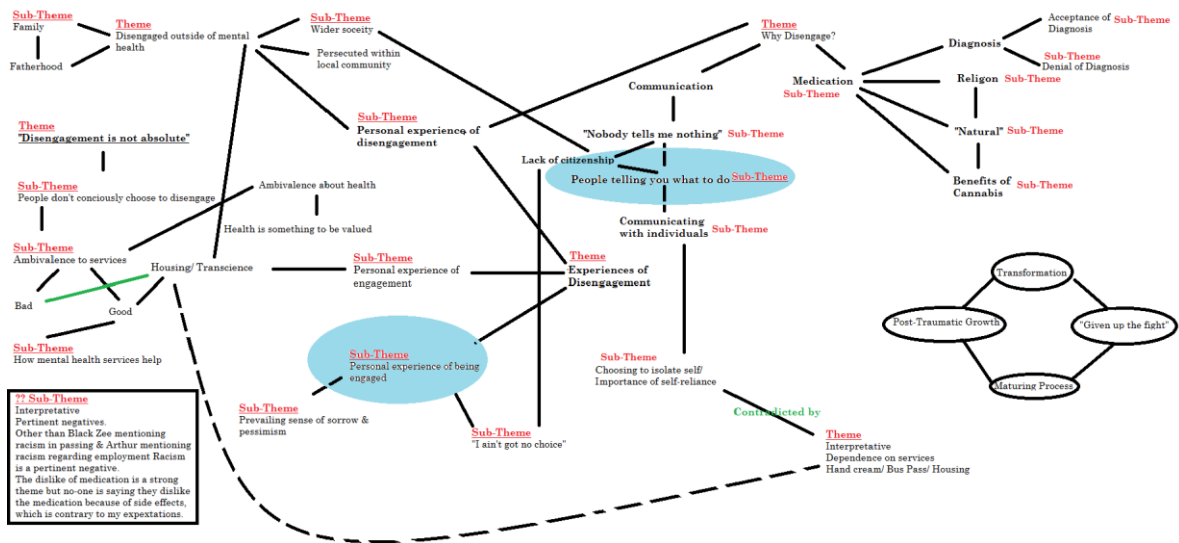 Sub-Theme
Family
Fatherhood
Theme
Disengaged outside of mental
health
Sub-Theme
Wider soceity
Persecuted within
local community
Theme
Why Disengage?
Acceptance of Sub-Theme
Diagnosis
Diagnosis
Sub-Theme
Denial of Diagnosis
Medication
Sub-Theme
Religon Sub-Theme
"Natural" Sub-Theme
Benefits of
Cannabis
Sub-Theme
Communication
"Nobody tells me nothing" Sub-Theme
Lack of citizenship
People telling you what to do Sub-Theme
Communicating
with individuals
Sub-Theme
Sub-Theme
Personal experience of
disengagement
Theme
"Disengagement is not absolute"
Sub-Theme
People don't conciously choose to disengage
Ambivalence about health
Health is something to be valued
Sub-Theme
Ambivalence to services
Housing/ Transcience
Bad
Good
Sub-Theme
How mental health services help
Sub-Theme
Personal experience of
engagement
Theme
Experiences of
Disengagement
Sub-Theme
Personal experience of being
engaged
Sub-Theme
Prevailing sense of sorrow &
pessimism
Sub-Theme
"I ain't got no choice"
Sub-Theme
Choosing to isolate self/
Importance of self-reliance
Contradicted by
Theme
Interpretative
Dependence on services
Hand cream/ Bus Pass/ Housing
Transformation
Post-Traumatic Growth
"Given up the fight"
Maturing Process
?? Sub-Theme
Interpretative
Pertinent negatives.
Other than Black Zee mentioning
racism in passing & Arthur mentioning
racism regarding employment Racism
is a pertinent negative.
The dislike of medication is a strong
theme but no-one is saying they dislike
the medication because of side effects,
which is contrary to my expextations.